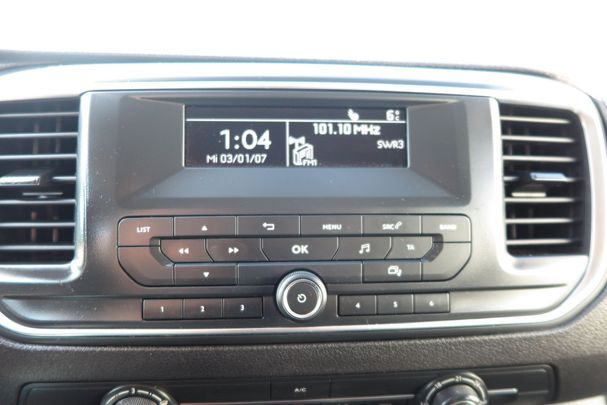 6°C
101.10 MHz
1:04
SWR3
Mi 03/01/07
FM1
LIST MENU SRC BAND
OK TA
1 2 3 4 5 6
A/C